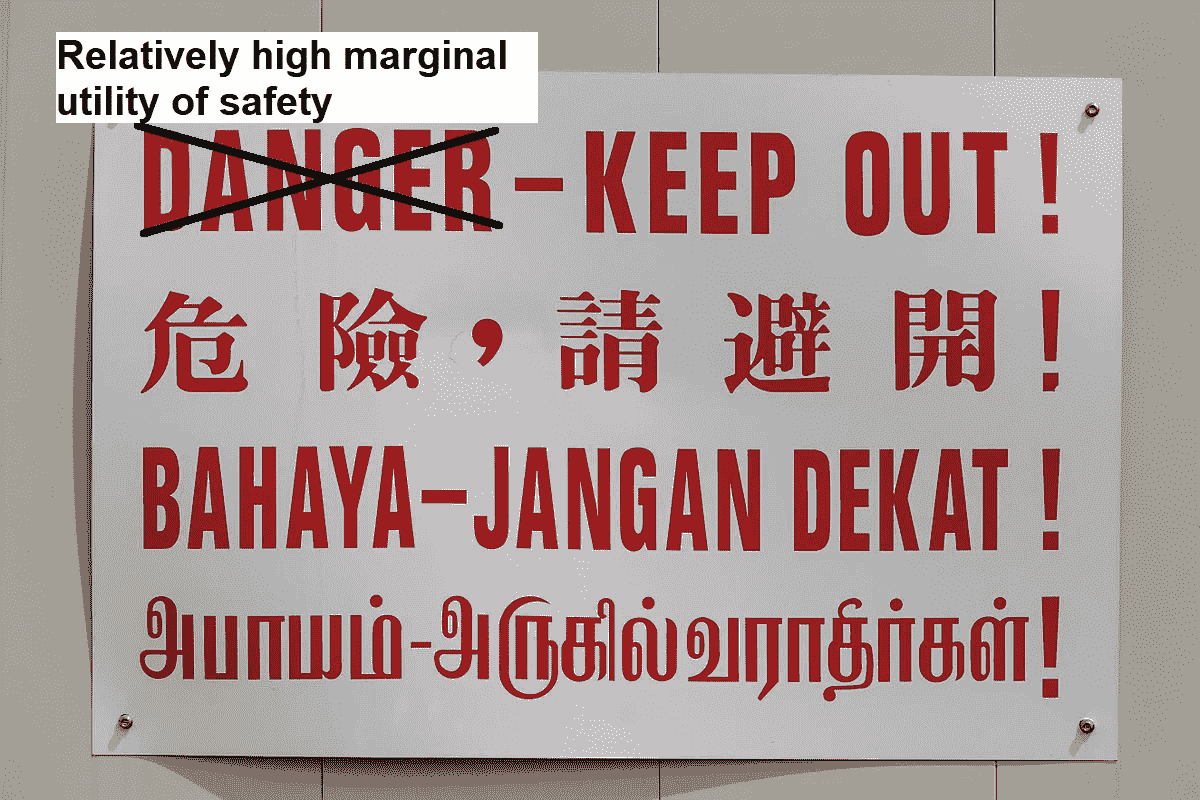 Relatively high marginal
utility of safety
DANGER – KEEP OUT !
危險，請避開！
BAHAYA – JANGAN DEKAT !
அபாயம் - அருகில் வராதீர்கள்!